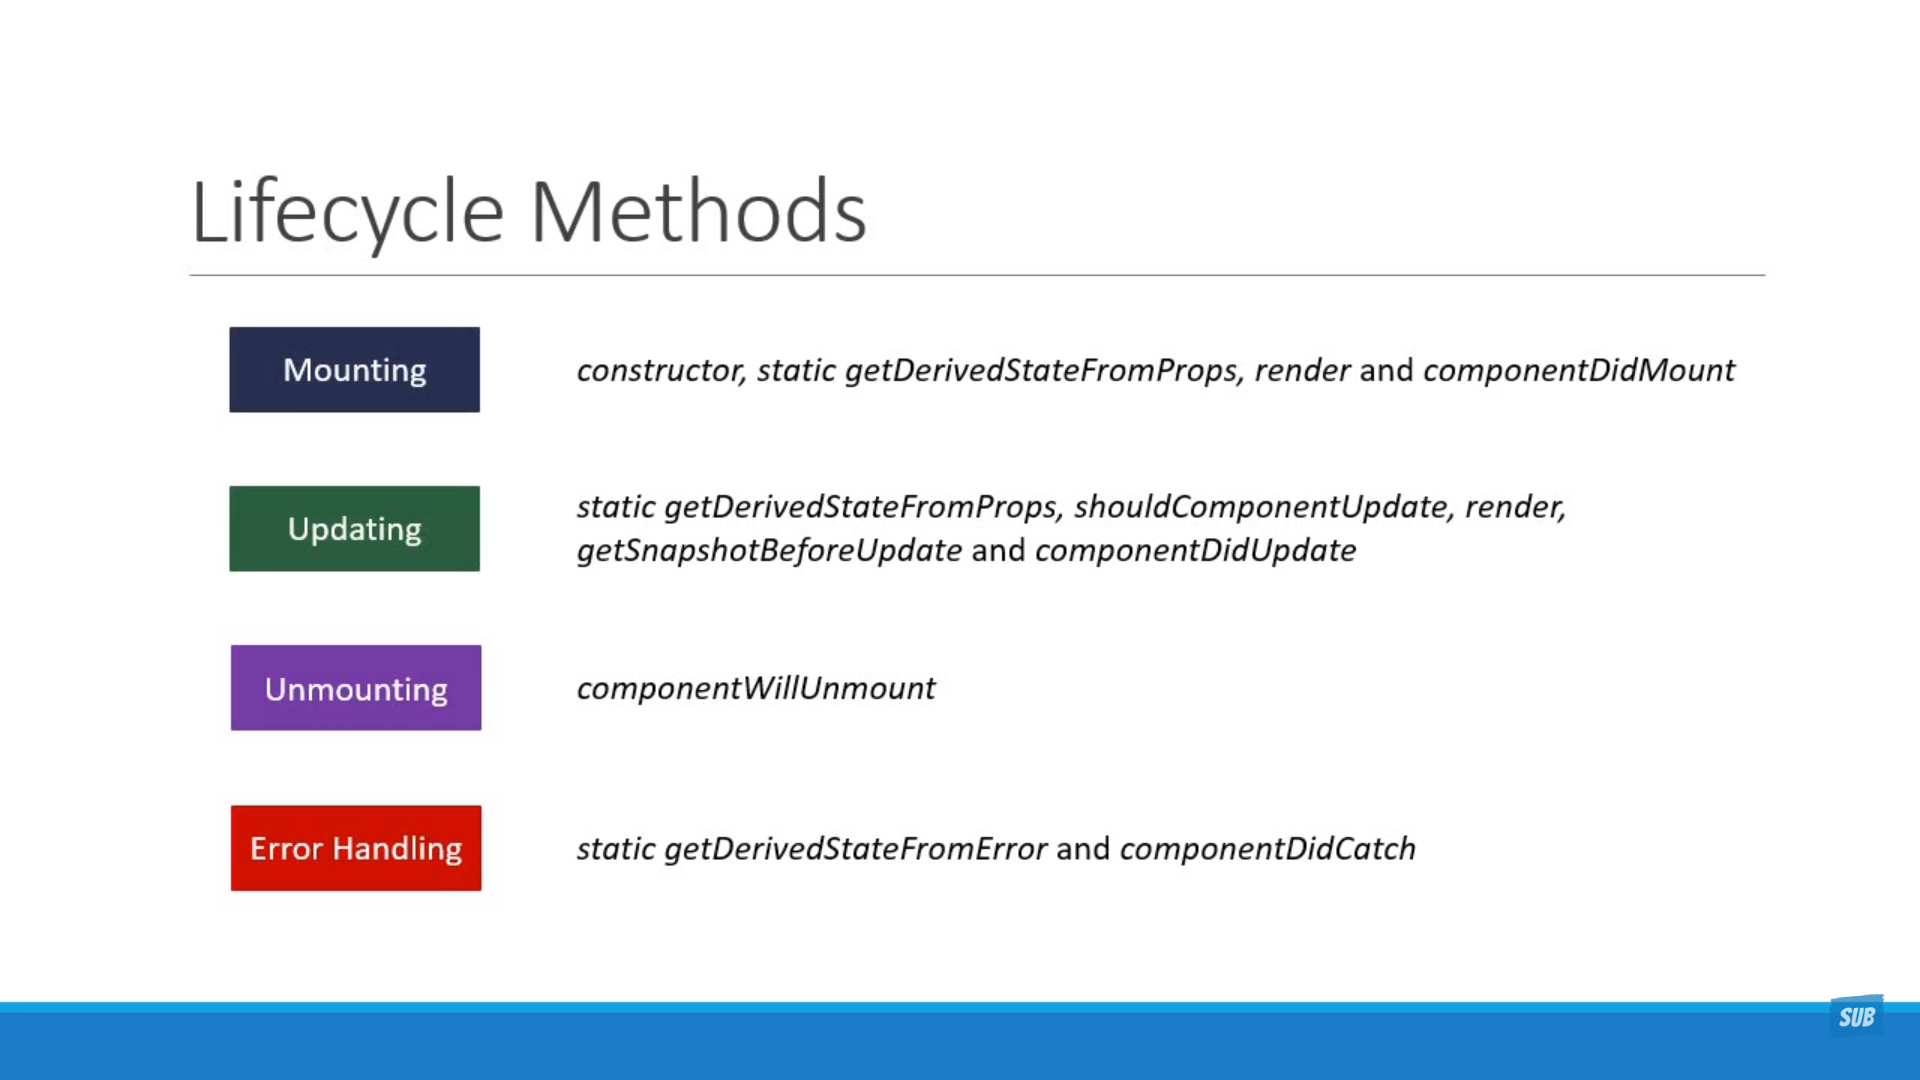 Lifecycle Methods
Mounting
constructor, static getDerivedStateFromProps, render and componentDidMount
Updating
static getDerivedStateFromProps, shouldComponentUpdate, render,
getSnapshotBeforeUpdate and componentDidUpdate
Unmounting
componentWillUnmount
Error Handling
static getDerivedStateFromError and componentDidCatch
SUB